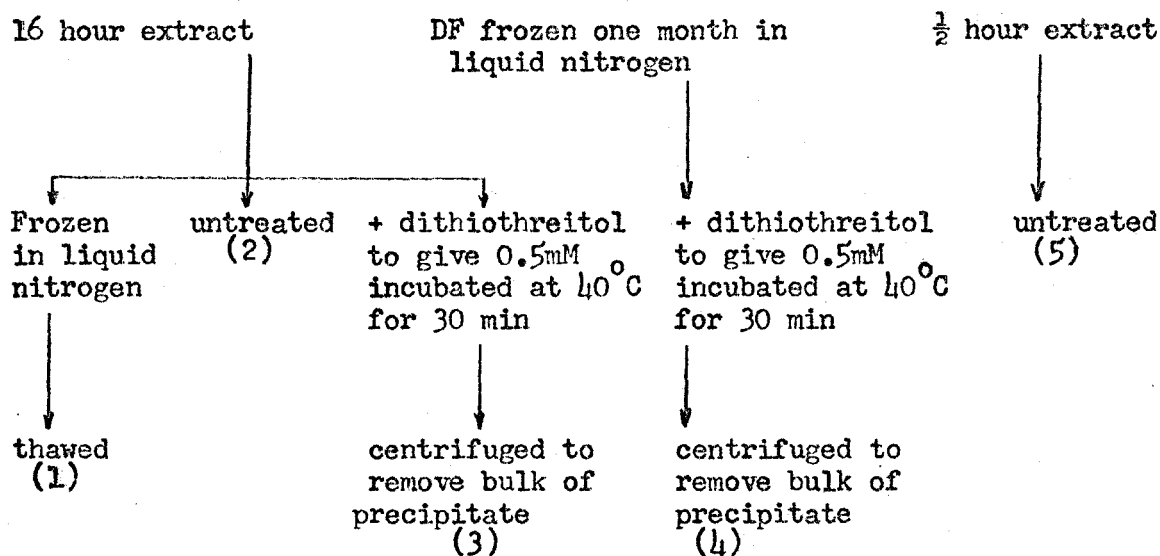 16 hour extract
DF frozen one month in
liquid nitrogen
½ hour extract
Frozen
in liquid
nitrogen
untreated
(2)
+ dithiothreitol
to give 0.5mM
incubated at 40°C
for 30 min
+ dithiothreitol
to give 0.5mM
incubated at 40°C
for 30 min
untreated
(5)
thawed
(1)
centrifuged to
remove bulk of
precipitate
(3)
centrifuged to
remove bulk of
precipitate
(4)